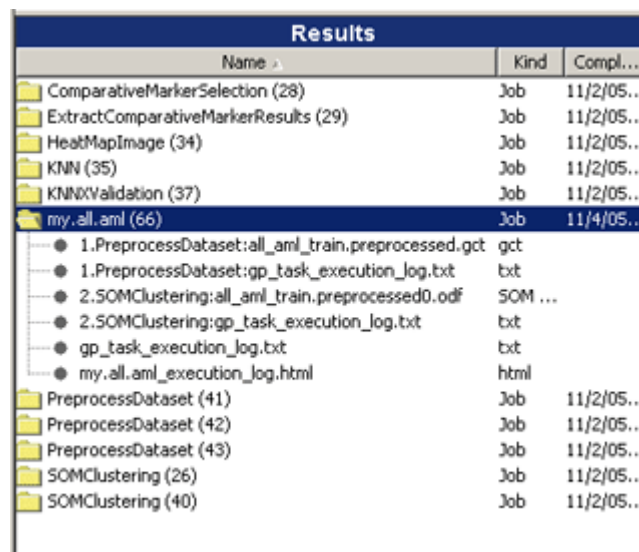 Results
Name Kind Compl...
ComparativeMarkerSelection (28) Job 11/2/05...
ExtractComparativeMarkerResults (29) Job 11/2/05...
HeatMapImage (34) Job 11/2/05...
KNN (35) Job 11/2/05...
KNNXValidation (37) Job 11/2/05...
my.all.aml (66) Job 11/4/05...
1.PreprocessDataset:all_aml_train.preprocessed.gct gct
1.PreprocessDataset:gp_task_execution_log.txt txt
2.SOMClustering:all_aml_train.preprocessed0.odf SOM ...
2.SOMClustering:gp_task_execution_log.txt txt
gp_task_execution_log.txt txt
my.all.aml_execution_log.html html
PreprocessDataset (41) Job 11/2/05...
PreprocessDataset (42) Job 11/2/05...
PreprocessDataset (43) Job 11/2/05...
SOMClustering (26) Job 11/2/05...
SOMClustering (40) Job 11/2/05...